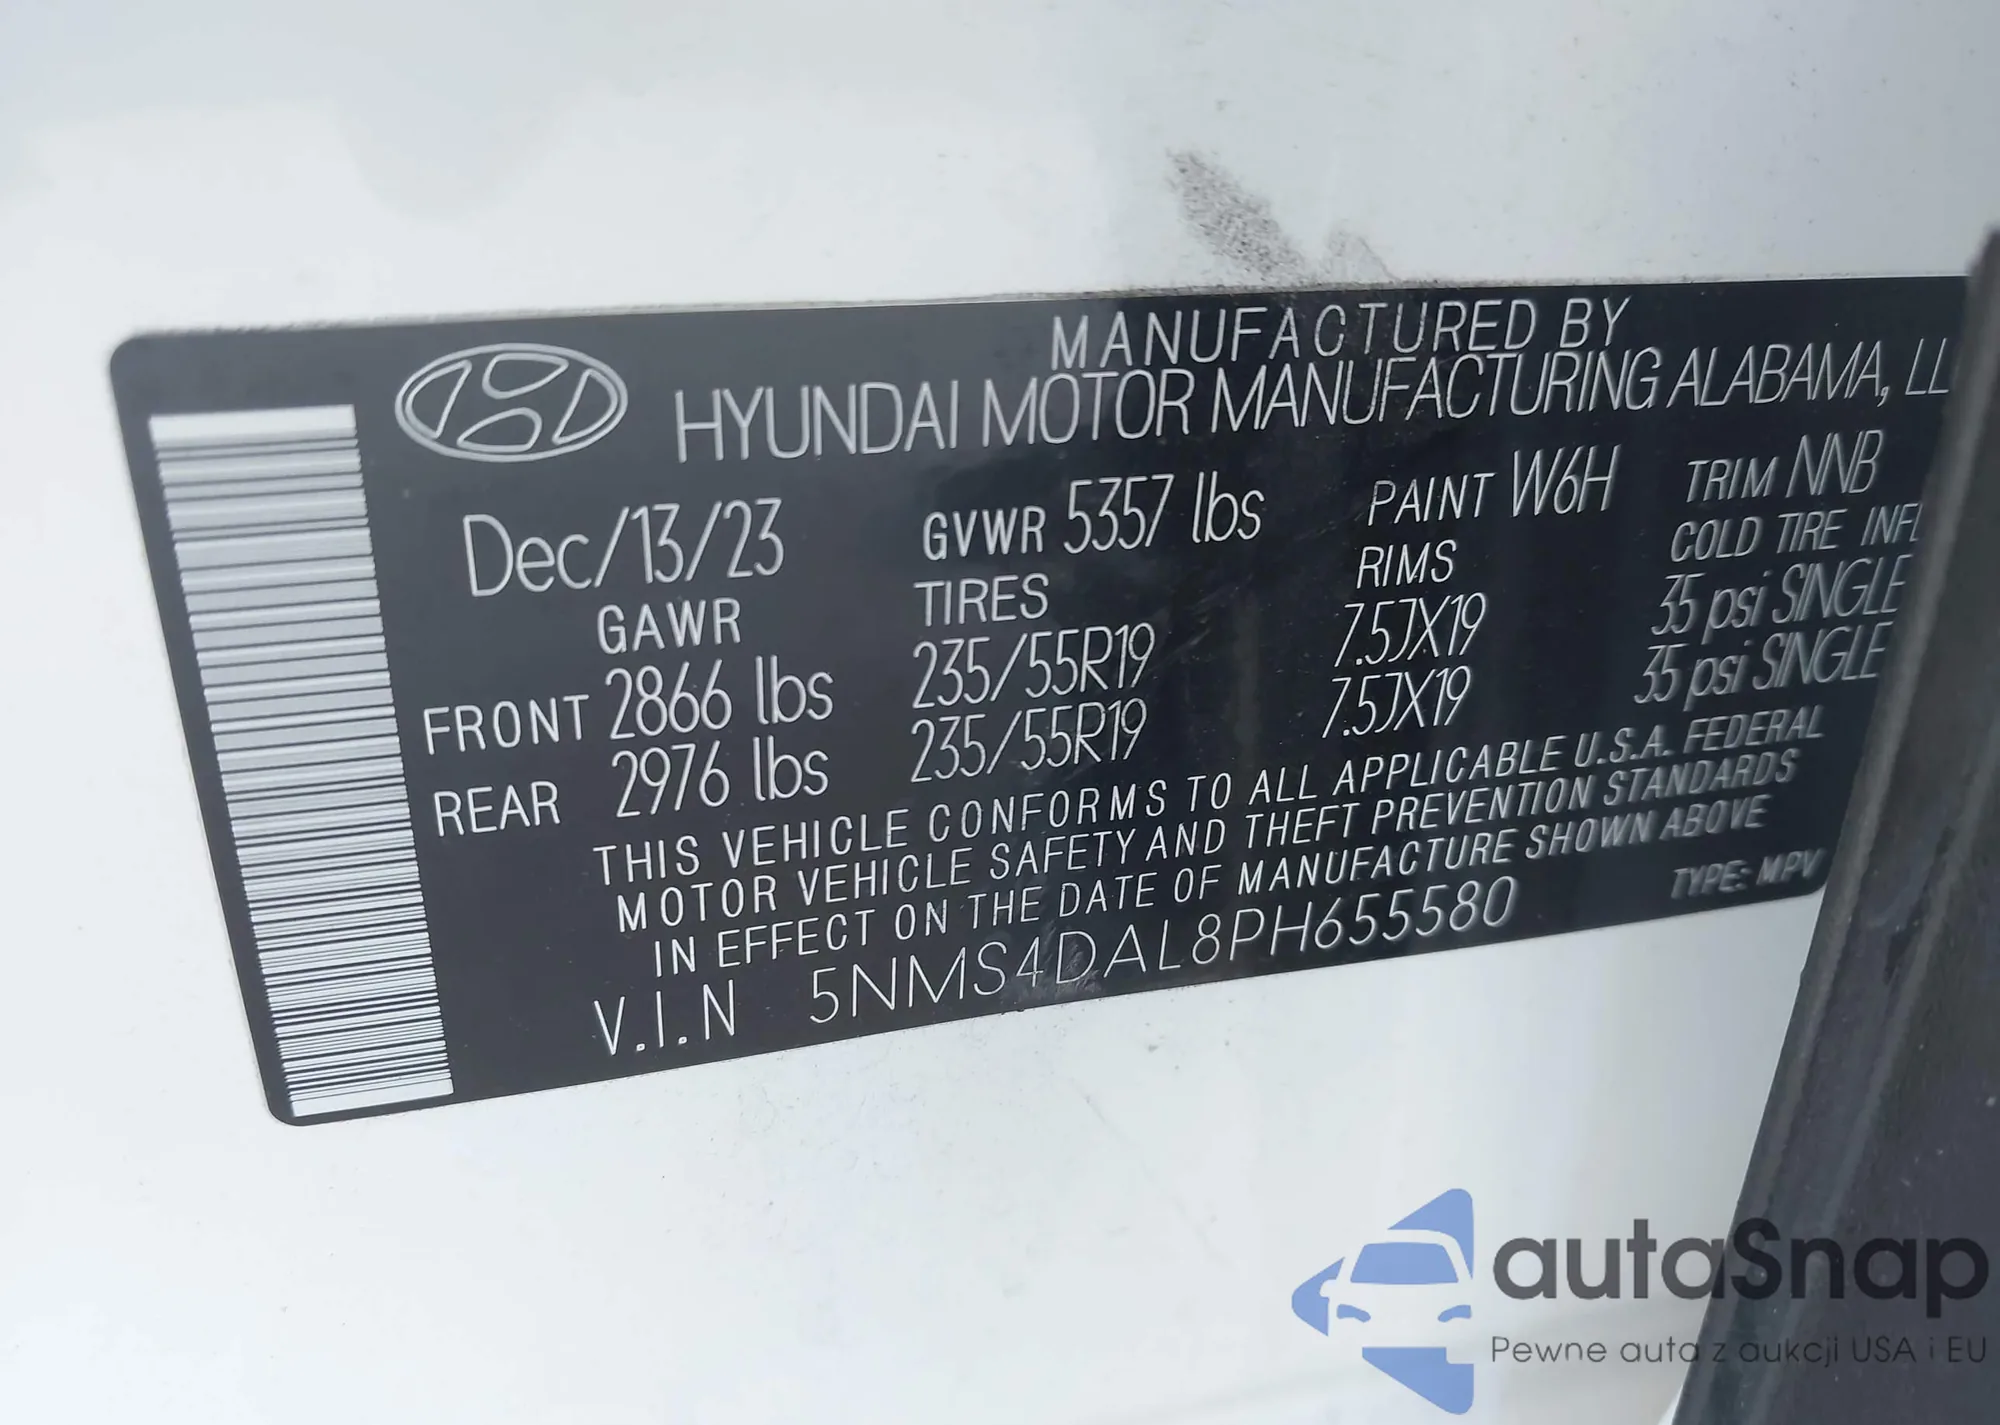 MANUFACTURED BY
HYUNDAI MOTOR MANUFACTURING ALABAMA, LL
Dec/13/23 GVWR 5357 lbs PAINT W6H TRIM NNB
GAWR TIRES RIMS COLD TIRE INFL
FRONT 2866 lbs 235/55R19 7.5JX19 35 psi SINGLE
REAR 2976 lbs 235/55R19 7.5JX19 35 psi SINGLE
THIS VEHICLE CONFORMS TO ALL APPLICABLE U.S.A. FEDERAL
MOTOR VEHICLE SAFETY AND THEFT PREVENTION STANDARDS
IN EFFECT ON THE DATE OF MANUFACTURE SHOWN ABOVE
V.I.N 5NMS4DAL8PH655580 TYPE: MPV
autaSnap
Pewne auta z aukcji USA i EU